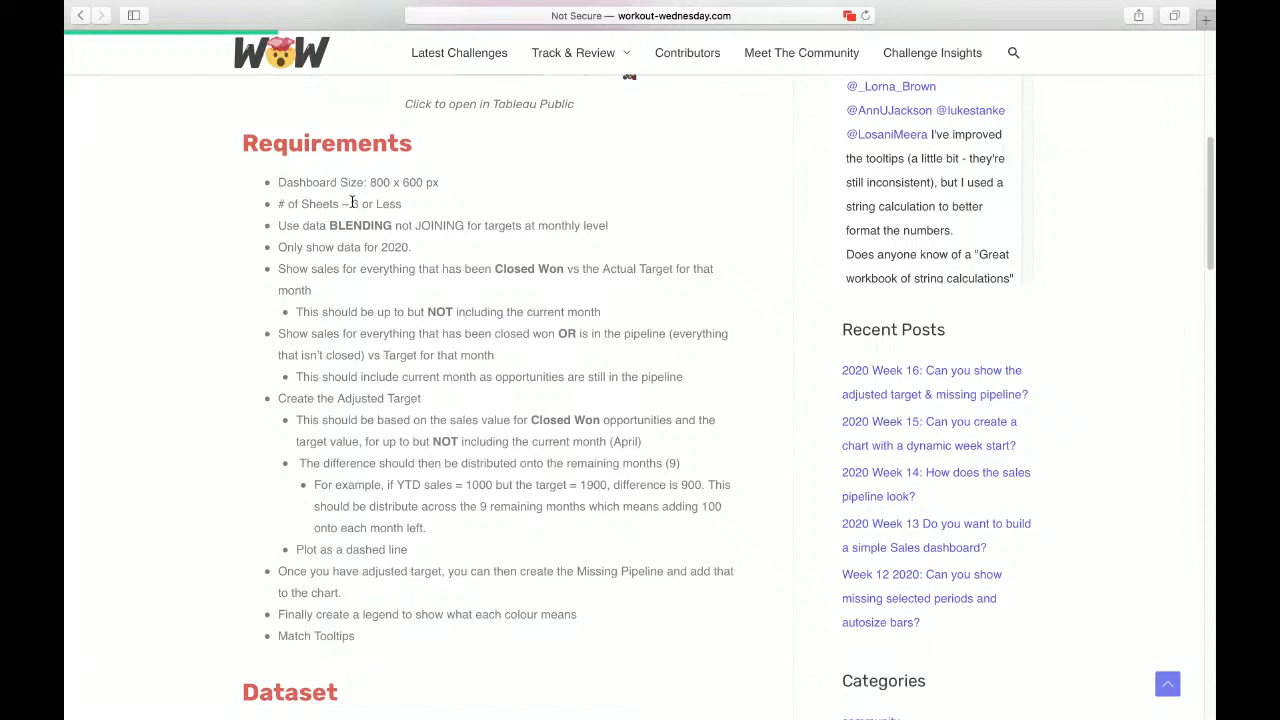 Not Secure — workout-wednesday.com
WOW
Latest Challenges
Track & Review
Contributors
Meet The Community
Challenge Insights
Click to open in Tableau Public
Requirements
Dashboard Size: 800 x 600 px
# of Sheets – 3 or Less
Use data BLENDING not JOINING for targets at monthly level
Only show data for 2020.
Show sales for everything that has been Closed Won vs the Actual Target for that
month
This should be up to but NOT including the current month
Show sales for everything that has been closed won OR is in the pipeline (everything
that isn't closed) vs Target for that month
This should include current month as opportunities are still in the pipeline
Create the Adjusted Target
This should be based on the sales value for Closed Won opportunities and the
target value, for up to but NOT including the current month (April)
The difference should then be distributed onto the remaining months (9)
For example, if YTD sales = 1000 but the target = 1900, difference is 900. This
should be distribute across the 9 remaining months which means adding 100
onto each month left.
Plot as a dashed line
Once you have adjusted target, you can then create the Missing Pipeline and add that
to the chart.
Finally create a legend to show what each colour means
Match Tooltips
Dataset
@_Lorna_Brown
@AnnUJackson @lukestanke
@LosaniMeera I've improved
the tooltips (a little bit - they're
still inconsistent), but I used a
string calculation to better
format the numbers.
Does anyone know of a "Great
workbook of string calculations"
Recent Posts
2020 Week 16: Can you show the
adjusted target & missing pipeline?
2020 Week 15: Can you create a
chart with a dynamic week start?
2020 Week 14: How does the sales
pipeline look?
2020 Week 13 Do you want to build
a simple Sales dashboard?
Week 12 2020: Can you show
missing selected periods and
autosize bars?
Categories